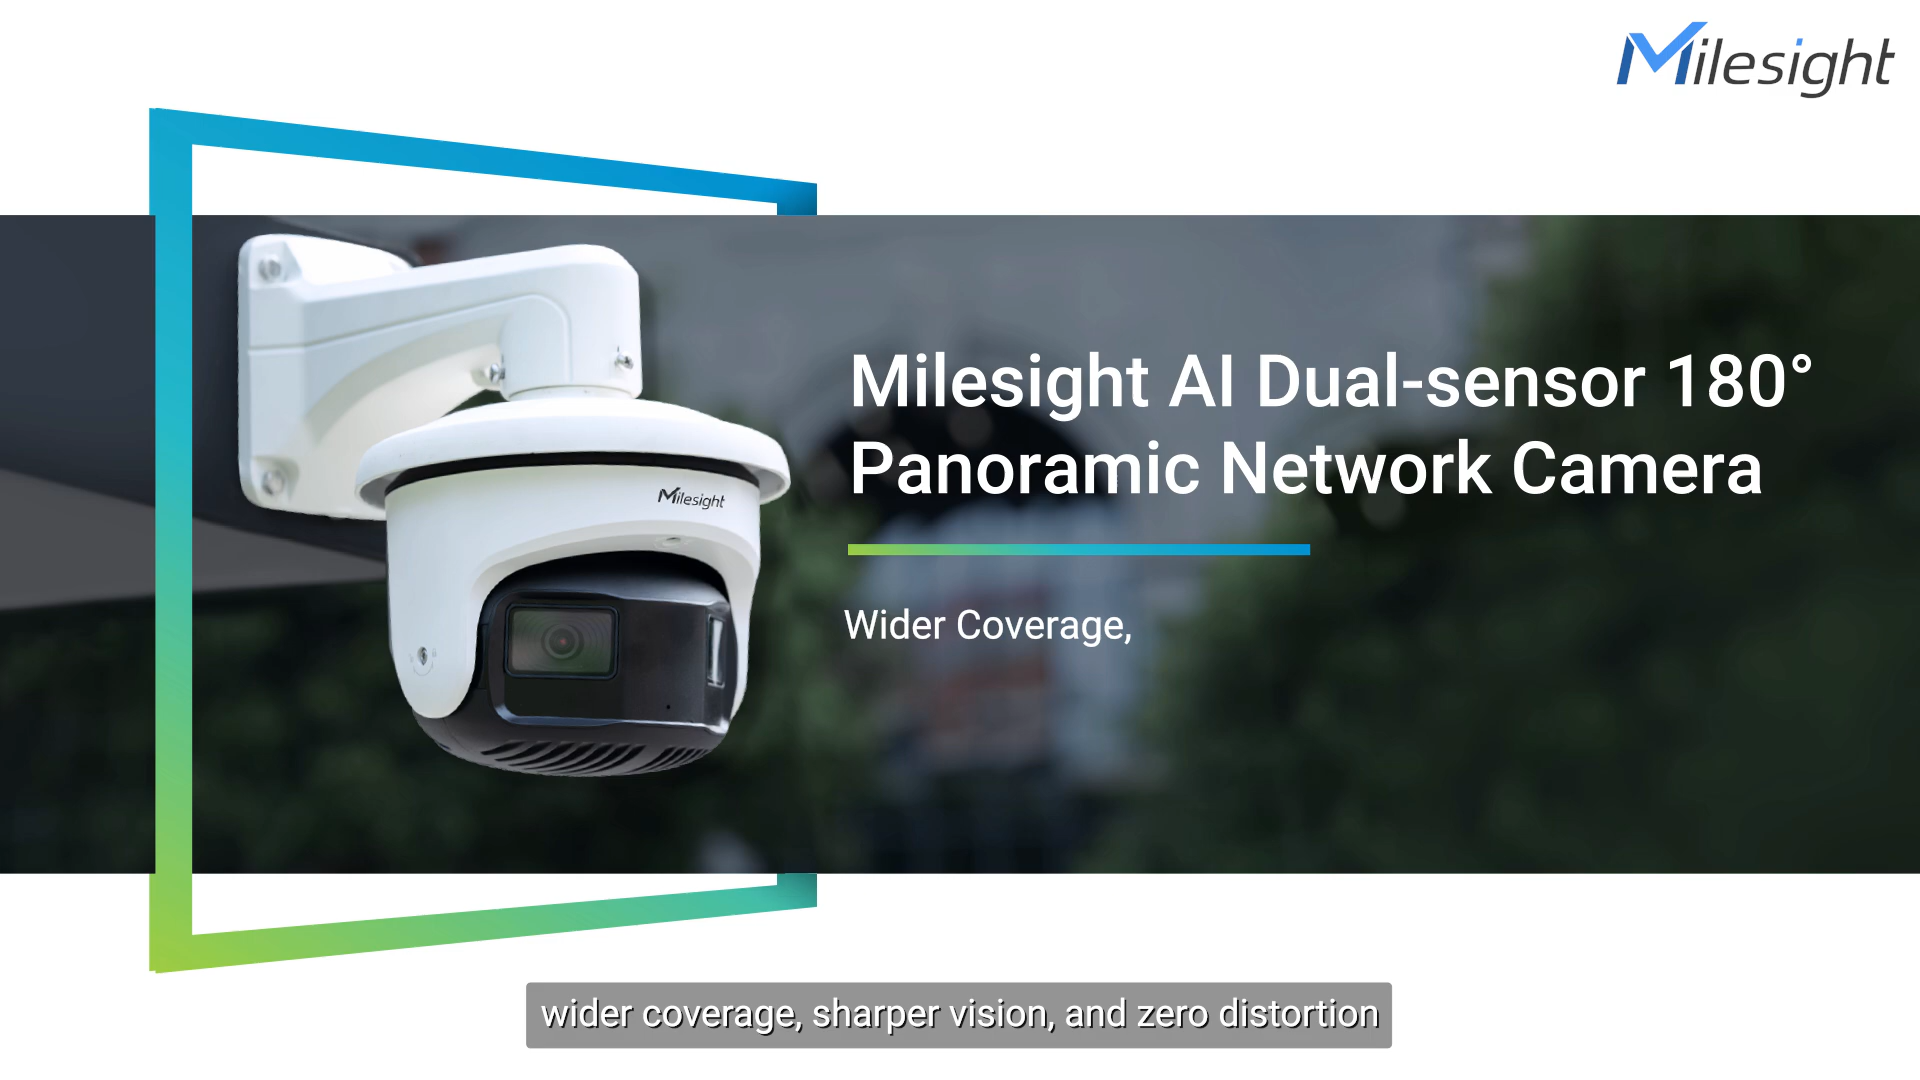 Milesight
Milesight AI Dual-sensor 180°
Panoramic Network Camera
Milesight
Wider Coverage,
wider coverage, sharper vision, and zero distortion